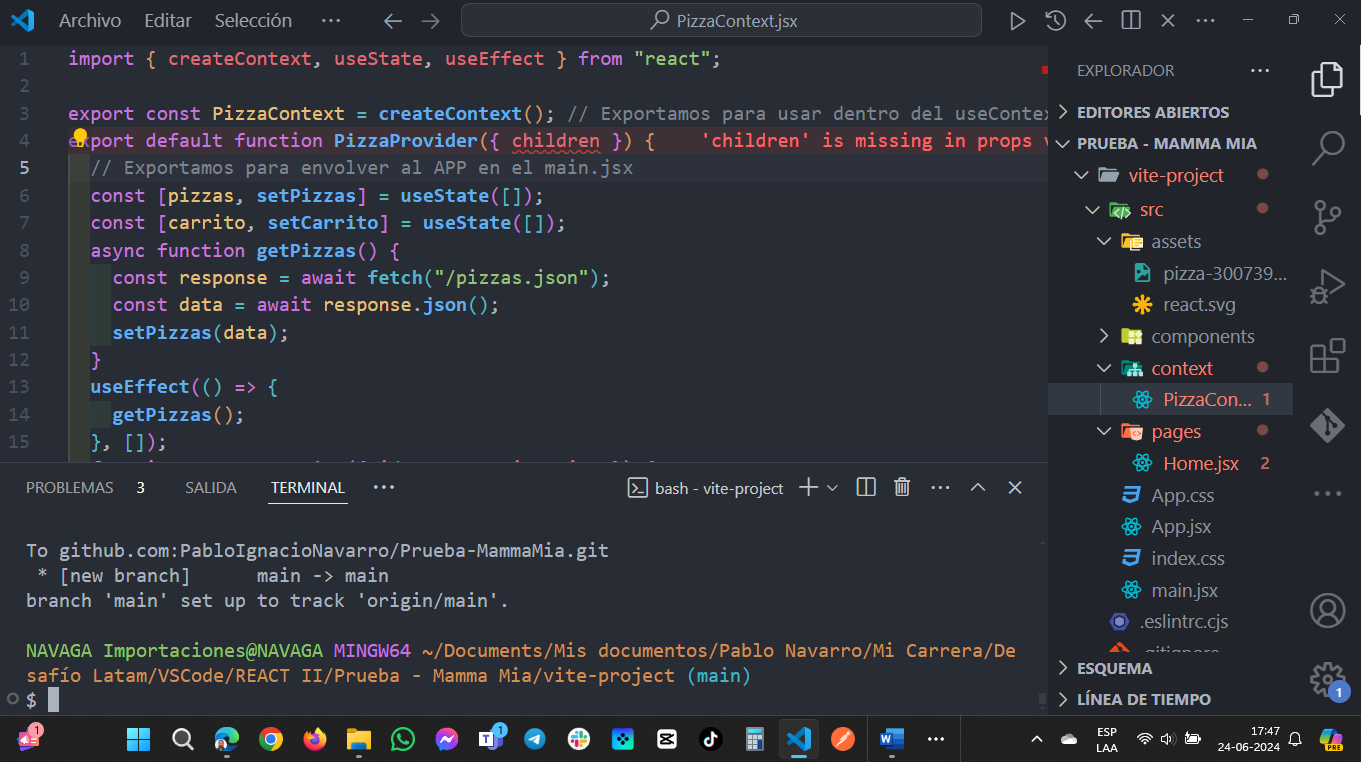 Archivo Editar Selección ··· PizzaContext.jsx
1 import { createContext, useState, useEffect } from "react";
2
3 export const PizzaContext = createContext(); // Exportamos para usar dentro del useContex
4 export default function PizzaProvider({ children }) { 'children' is missing in props v
5 // Exportamos para envolver al APP en el main.jsx
6 const [pizzas, setPizzas] = useState([]);
7 const [carrito, setCarrito] = useState([]);
8 async function getPizzas() {
9 const response = await fetch("/pizzas.json");
10 const data = await response.json();
11 setPizzas(data);
12 }
13 useEffect(() => {
14 getPizzas();
15 }, []);
EXPLORADOR ···
EDITORES ABIERTOS
PRUEBA - MAMMA MIA
vite-project
src
assets
pizza-300739...
react.svg
components
context
PizzaCon... 1
pages
Home.jsx 2
App.css
App.jsx
index.css
main.jsx
.eslintrc.cjs
.gitignore
ESQUEMA
LÍNEA DE TIEMPO
1
PROBLEMAS 3 SALIDA TERMINAL ··· bash - vite-project
To github.com:PabloIgnacioNavarro/Prueba-MammaMia.git
* [new branch] main -> main
branch 'main' set up to track 'origin/main'.
NAVAGA Importaciones@NAVAGA MINGW64 ~/Documents/Mis documentos/Pablo Navarro/Mi Carrera/De
safío Latam/VSCode/REACT II/Prueba - Mamma Mia/vite-project (main)
$
1 1 ESP
LAA
17:47
24-06-2024
PRE